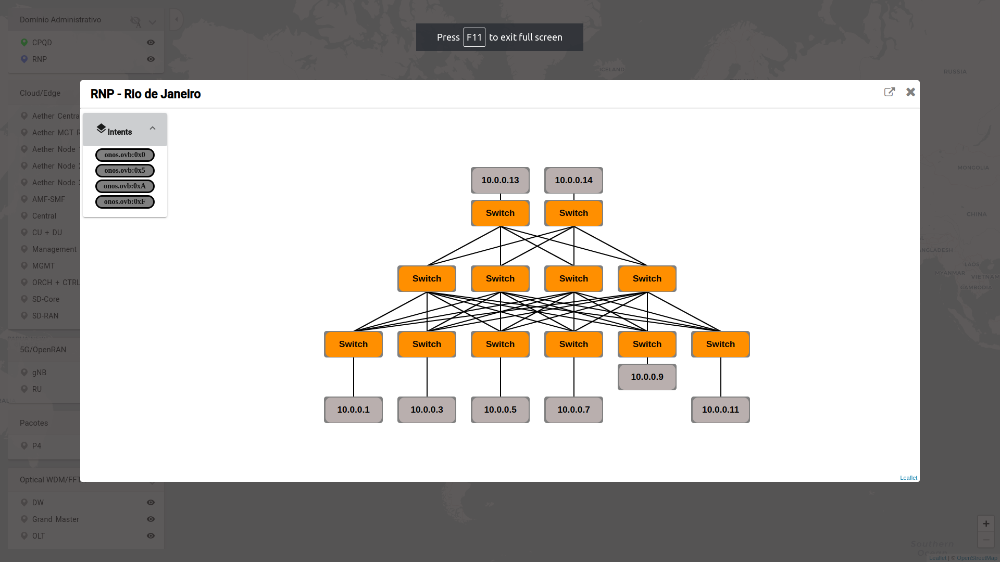 Domínio Administrativo
CPQD
RNP
Press F11 to exit full screen
ICELAND
RUSSIA
RNP - Rio de Janeiro
Cloud/Edge
Aether Centra
Aether MGT R
Aether Node
Aether Node 2
Aether Node 3
AMF-SMF
Central
CU + DU
Management
MGMT
ORCH + CTRL
SD-Core
SD-RAN
Intents
onos.ovb:0x0
onos.ovb:0x5
onos.ovb:0xA
onos.ovb:0xF
10.0.0.13 10.0.0.14
Switch Switch
Switch Switch Switch Switch
Switch Switch Switch Switch Switch Switch
10.0.0.9
10.0.0.1 10.0.0.3 10.0.0.5 10.0.0.7 10.0.0.11
Leaflet
MONGOLIA
CHINA
ANGLADESH
LAOS
MYANMAR
VIETNAM
CAMBODIA
5G/OpenRAN
gNB
RU
Pacotes
P4
Optical WDM/FFT
DW
Grand Master
OLT
+
−
Southern
Ocean
Leaflet | © OpenStreetMap